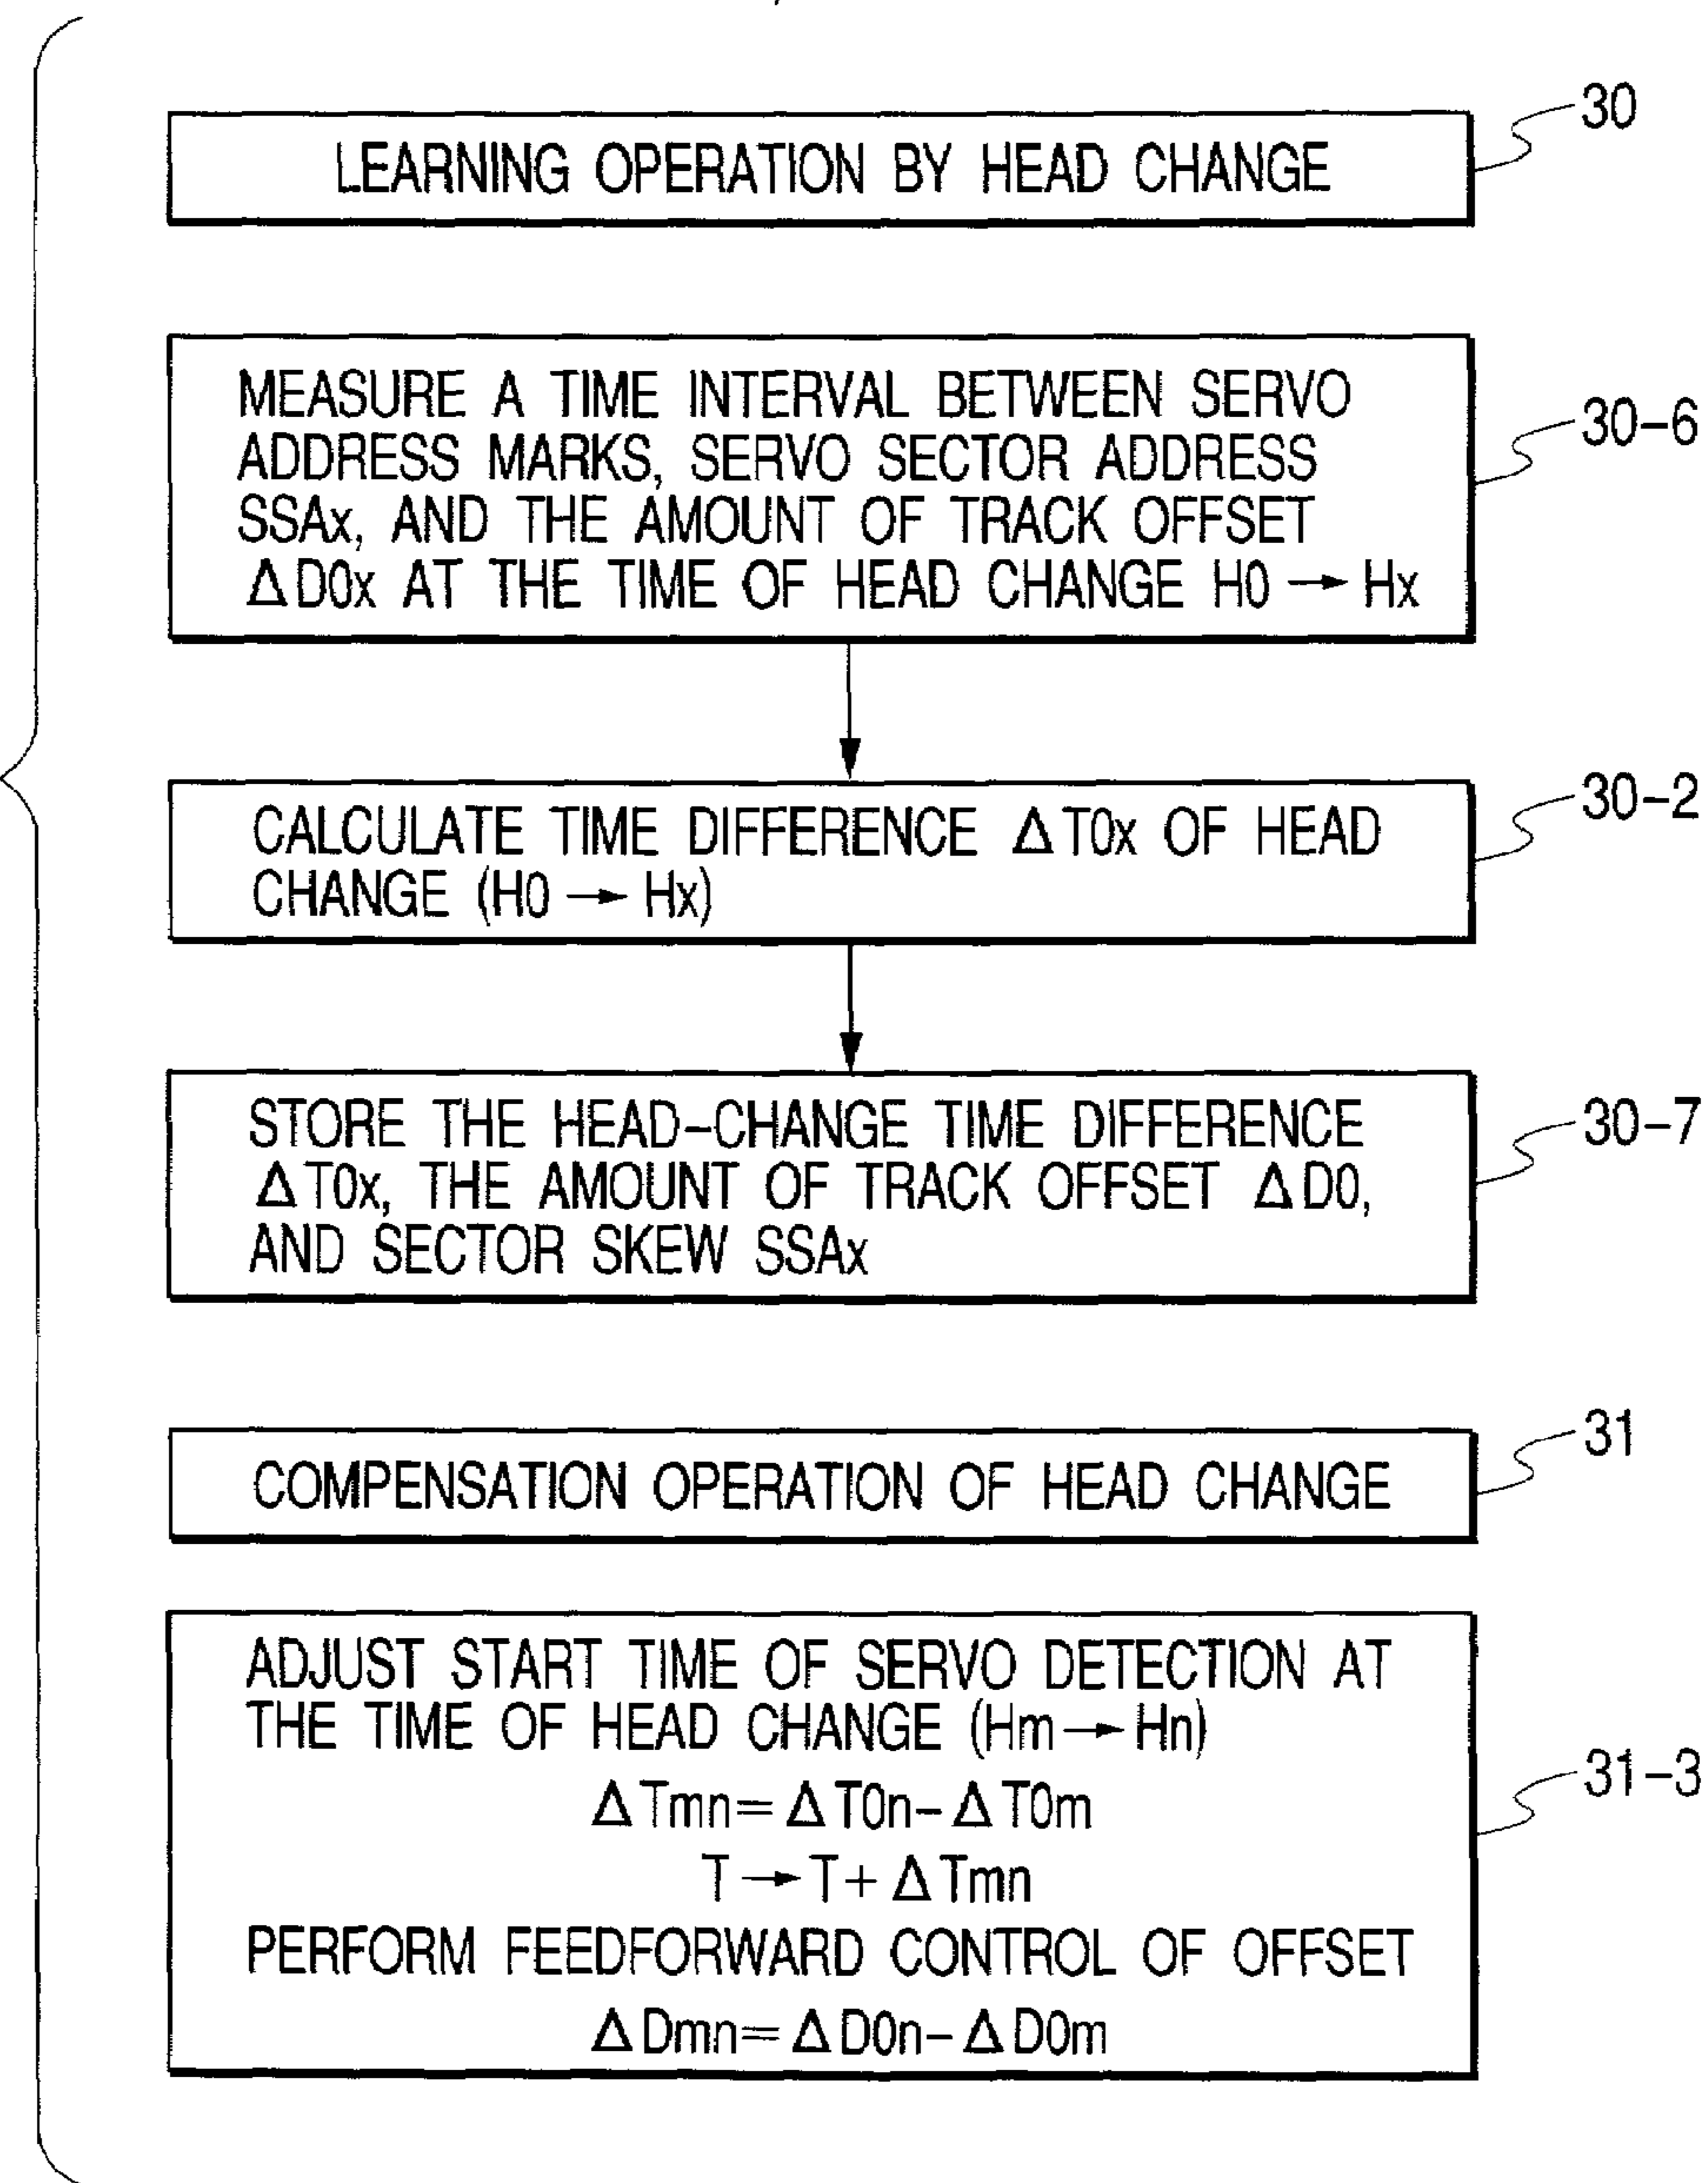 30
LEARNING OPERATION BY HEAD CHANGE
MEASURE A TIME INTERVAL BETWEEN SERVO
ADDRESS MARKS, SERVO SECTOR ADDRESS
SSAx, AND THE AMOUNT OF TRACK OFFSET
ΔD0x AT THE TIME OF HEAD CHANGE H0 → Hx
30-6
CALCULATE TIME DIFFERENCE ΔT0x OF HEAD
CHANGE (H0 → Hx)
30-2
STORE THE HEAD-CHANGE TIME DIFFERENCE
ΔT0x, THE AMOUNT OF TRACK OFFSET ΔD0,
AND SECTOR SKEW SSAx
30-7
COMPENSATION OPERATION OF HEAD CHANGE
31
ADJUST START TIME OF SERVO DETECTION AT
THE TIME OF HEAD CHANGE (Hm → Hn)
ΔTmn=ΔT0n-ΔT0m
T → T+ΔTmn
PERFORM FEEDFORWARD CONTROL OF OFFSET
ΔDmn=ΔD0n-ΔD0m
31-3